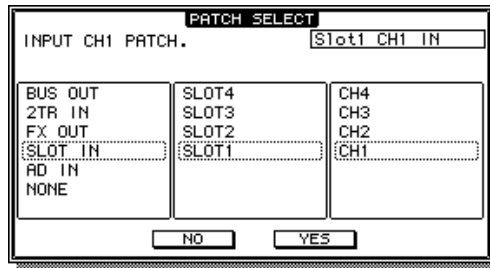 PATCH SELECT
INPUT CH1 PATCH.
Slot1 CH1 IN
BUS OUT
2TR IN
FX OUT
SLOT IN
AD IN
NONE
SLOT4
SLOT3
SLOT2
SLOT1
CH4
CH3
CH2
CH1
NO
YES